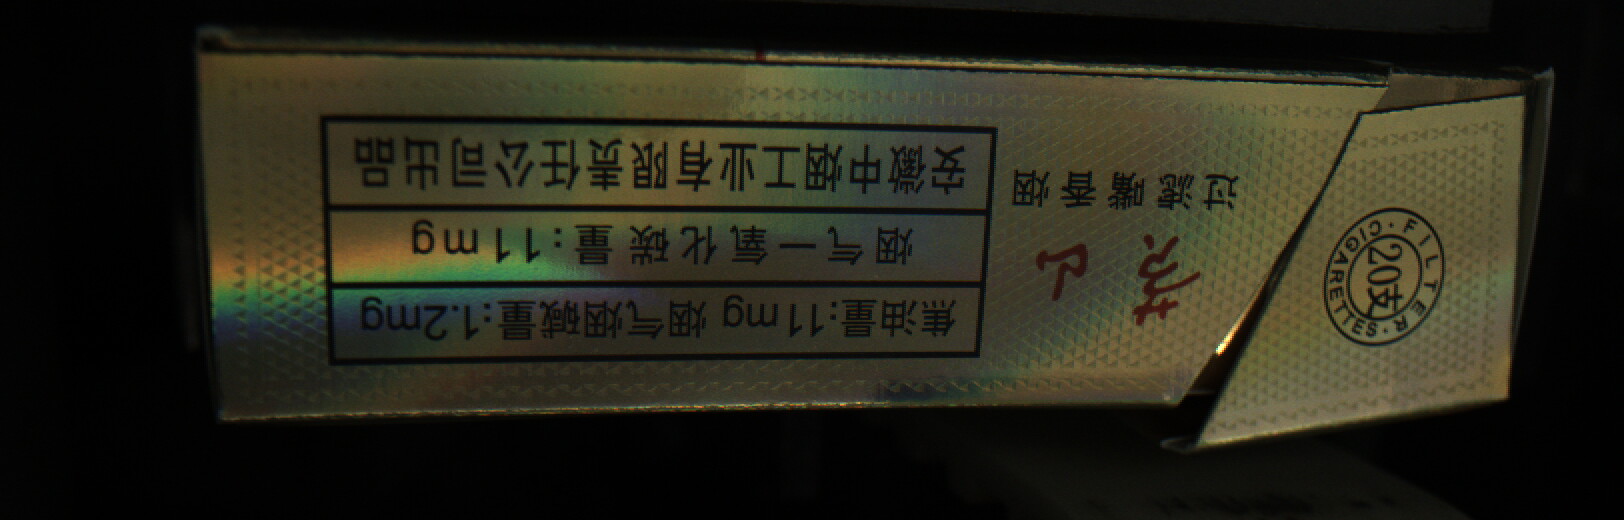 FILTER·CIGARETTES·
20支
焦油量:11mg 烟气烟碱量:1.2mg
烟气一氧化碳量:11mg
安徽中烟工业有限责任公司出品
过滤嘴香烟